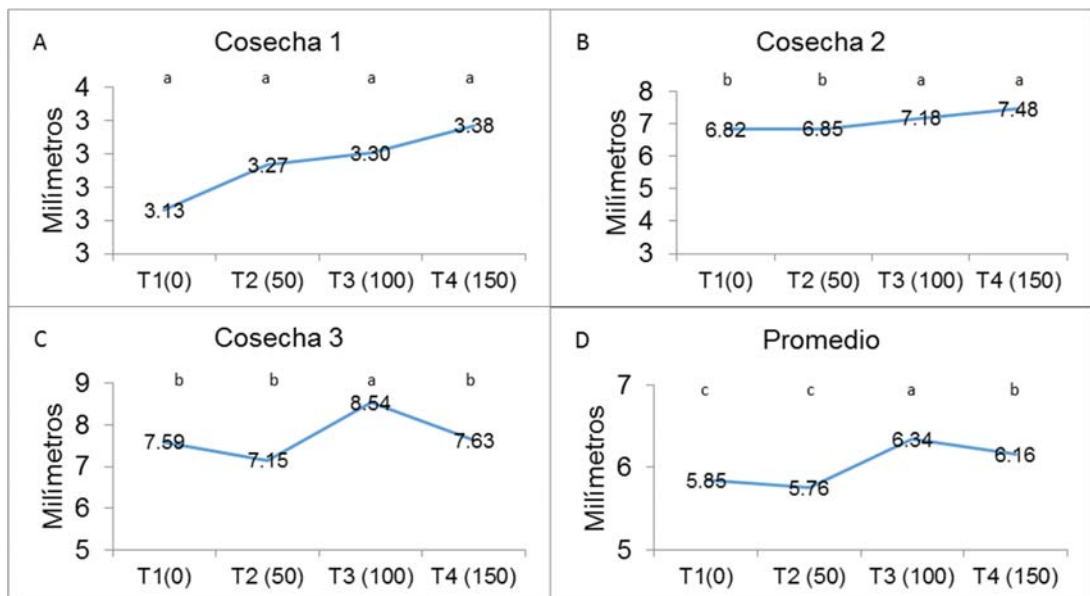 A
Cosecha 1
a a a a
4
3
3
3
3
3
Milímetros
3.13 3.27 3.30 3.38
T1(0) T2 (50) T3 (100) T4 (150)
B
Cosecha 2
b b a a
8
7
6
5
4
3
Milímetros
6.82 6.85 7.18 7.48
T1(0) T2 (50) T3 (100) T4 (150)
C
Cosecha 3
b b a b
9
8
7
6
5
Milímetros
7.59 7.15 8.54 7.63
T1(0) T2 (50) T3 (100) T4 (150)
D
Promedio
c c a b
7
6
5
Milímetros
5.85 5.76 6.34 6.16
T1(0) T2 (50) T3 (100) T4 (150)